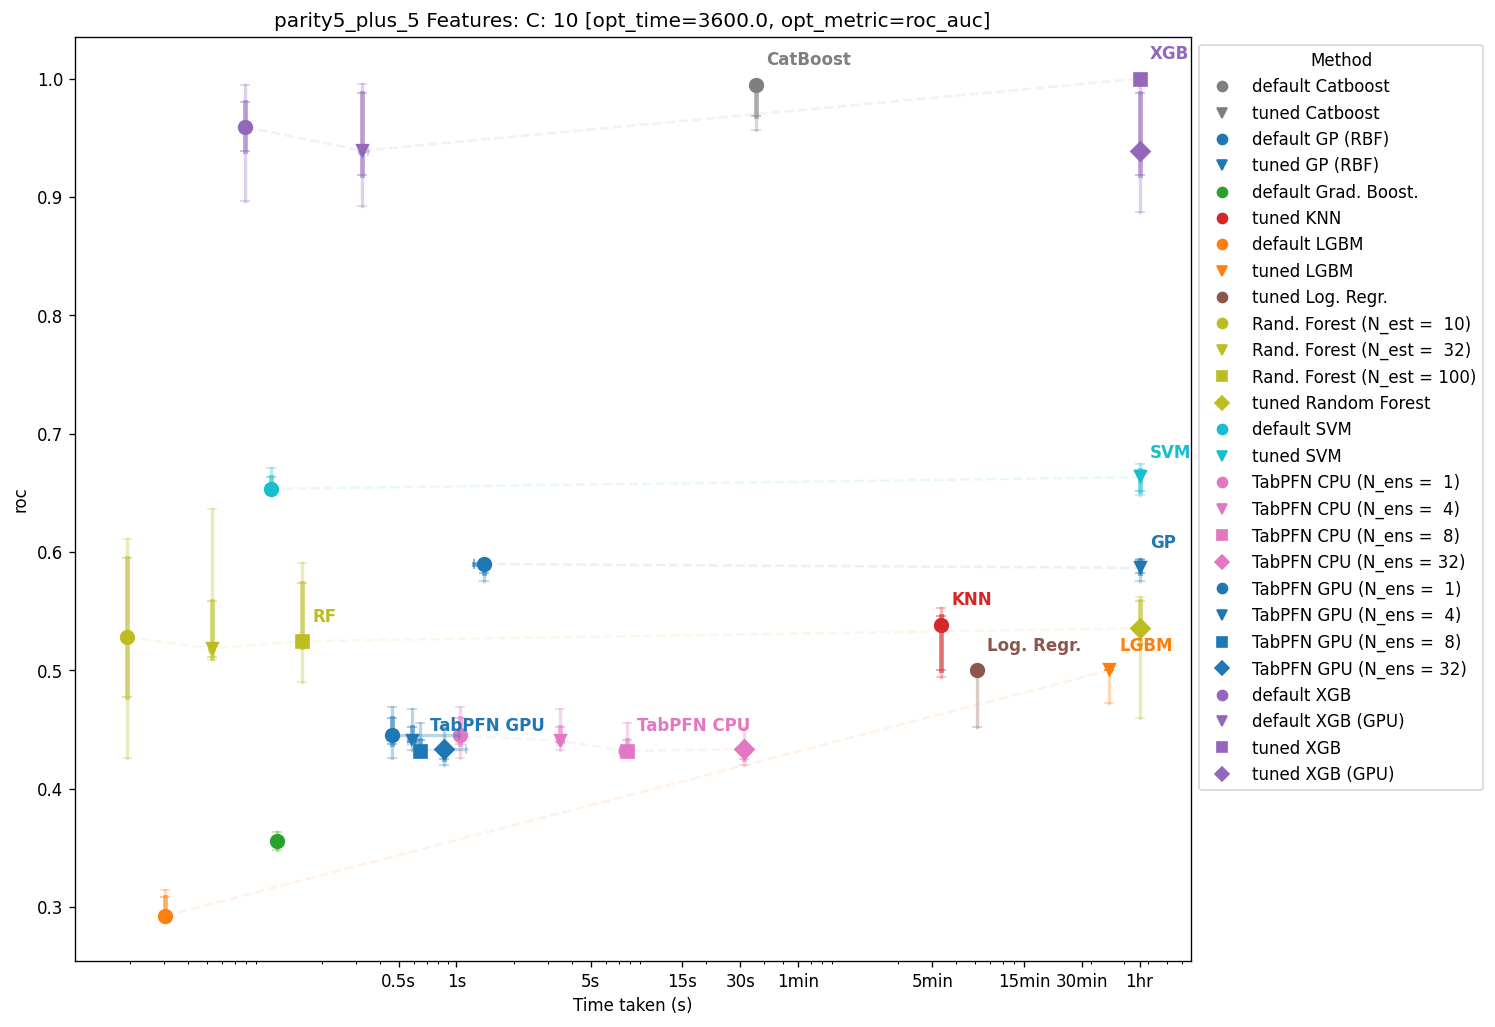 parity5_plus_5 Features: C: 10 [opt_time=3600.0, opt_metric=roc_auc]
XGB
CatBoost
SVM
GP
KNN
RF
Log. Regr.
LGBM
TabPFN GPU
TabPFN CPU
1.0
0.9
0.8
0.7
0.6
0.5
0.4
0.3
roc
0.5s 1s 5s 15s 30s 1min 5min 15min 30min 1hr
Time taken (s)
Method
default Catboost
tuned Catboost
default GP (RBF)
tuned GP (RBF)
default Grad. Boost.
tuned KNN
default LGBM
tuned LGBM
tuned Log. Regr.
Rand. Forest (N_est =  10)
Rand. Forest (N_est =  32)
Rand. Forest (N_est = 100)
tuned Random Forest
default SVM
tuned SVM
TabPFN CPU (N_ens =  1)
TabPFN CPU (N_ens =  4)
TabPFN CPU (N_ens =  8)
TabPFN CPU (N_ens = 32)
TabPFN GPU (N_ens =  1)
TabPFN GPU (N_ens =  4)
TabPFN GPU (N_ens =  8)
TabPFN GPU (N_ens = 32)
default XGB
default XGB (GPU)
tuned XGB
tuned XGB (GPU)